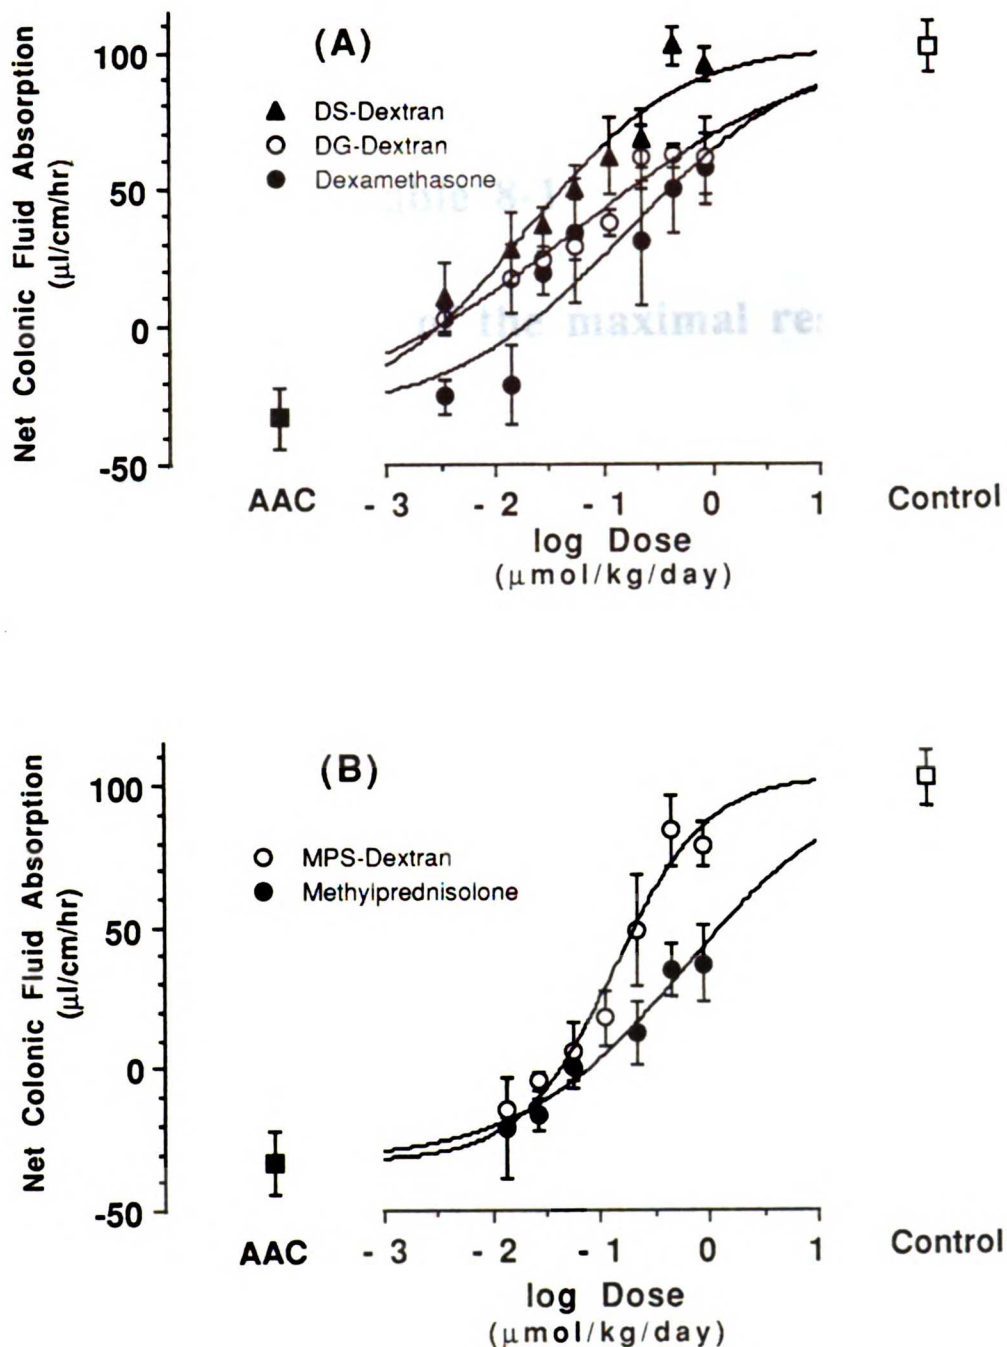 (A)
Net Colonic Fluid Absorption
(µl/cm/hr)
100
50
0
-50
DS-Dextran
DG-Dextran
Dexamethasone
of the maximal res
AAC
- 3
- 2
- 1
0
1
Control
log Dose
(µmol/kg/day)
(B)
Net Colonic Fluid Absorption
(µl/cm/hr)
100
50
0
-50
MPS-Dextran
Methylprednisolone
AAC
- 3
- 2
- 1
0
1
Control
log Dose
(µmol/kg/day)